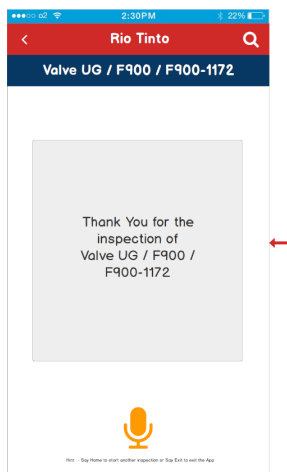 o2 2:30PM 22%
Rio Tinto
Valve UG / F900 / F900-1172
Thank You for the
inspection of
Valve UG / F900 /
F900-1172
Hint - Say Home to start another inspection or Say Exit to exit the App